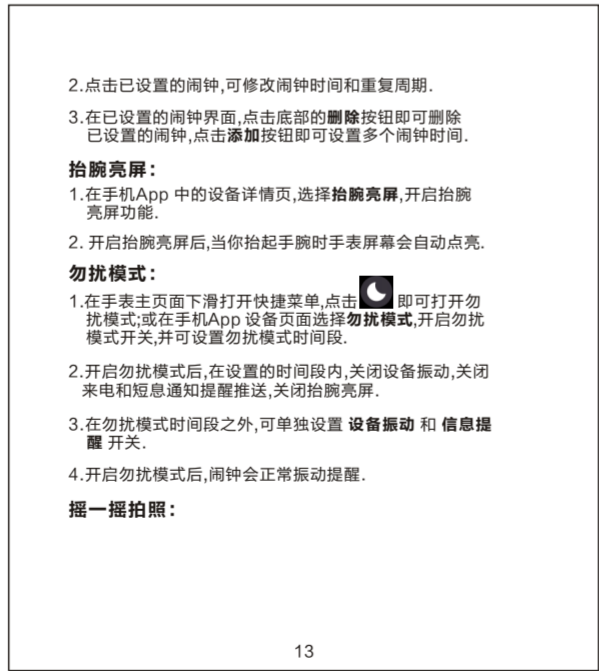 2.点击已设置的闹钟,可修改闹钟时间和重复周期.
3.在已设置的闹钟界面,点击底部的删除按钮即可删除
已设置的闹钟,点击添加按钮即可设置多个闹钟时间.
抬腕亮屏：
1.在手机App 中的设备详情页,选择抬腕亮屏,开启抬腕
亮屏功能.
2. 开启抬腕亮屏后,当你抬起手腕时手表屏幕会自动点亮.
勿扰模式：
1.在手表主页面下滑打开快捷菜单,点击 即可打开勿
扰模式;或在手机App 设备页面选择勿扰模式,开启勿扰
模式开关,并可设置勿扰模式时间段.
2.开启勿扰模式后,在设置的时间段内,关闭设备振动,关闭
来电和短息通知提醒推送,关闭抬腕亮屏.
3.在勿扰模式时间段之外,可单独设置 设备振动 和 信息提
醒 开关.
4.开启勿扰模式后,闹钟会正常振动提醒.
摇一摇拍照：
13